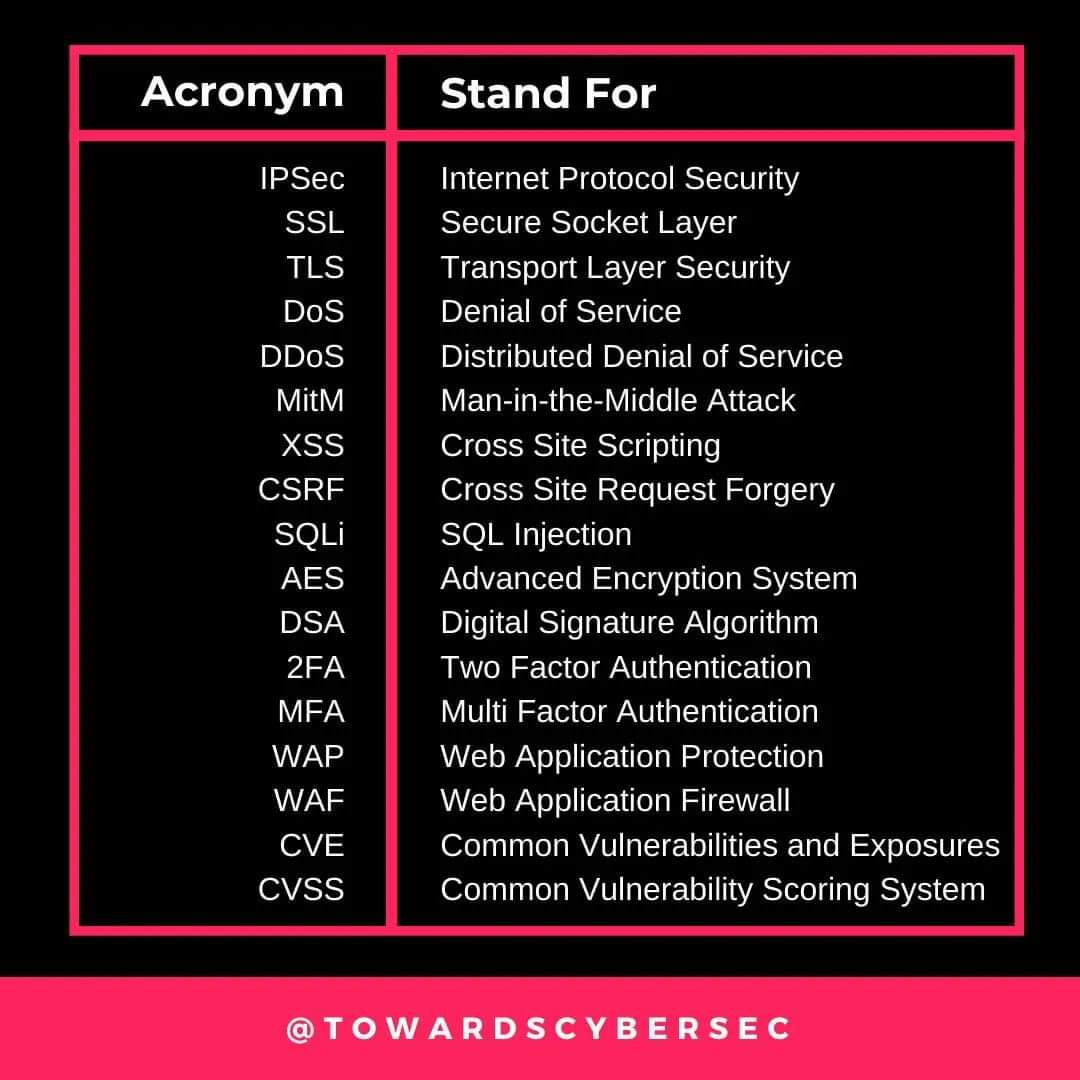 Acronym Stand For
IPSec Internet Protocol Security
SSL Secure Socket Layer
TLS Transport Layer Security
DoS Denial of Service
DDoS Distributed Denial of Service
MitM Man-in-the-Middle Attack
XSS Cross Site Scripting
CSRF Cross Site Request Forgery
SQLi SQL Injection
AES Advanced Encryption System
DSA Digital Signature Algorithm
2FA Two Factor Authentication
MFA Multi Factor Authentication
WAP Web Application Protection
WAF Web Application Firewall
CVE Common Vulnerabilities and Exposures
CVSS Common Vulnerability Scoring System
@TOWARDSCYBERSEC